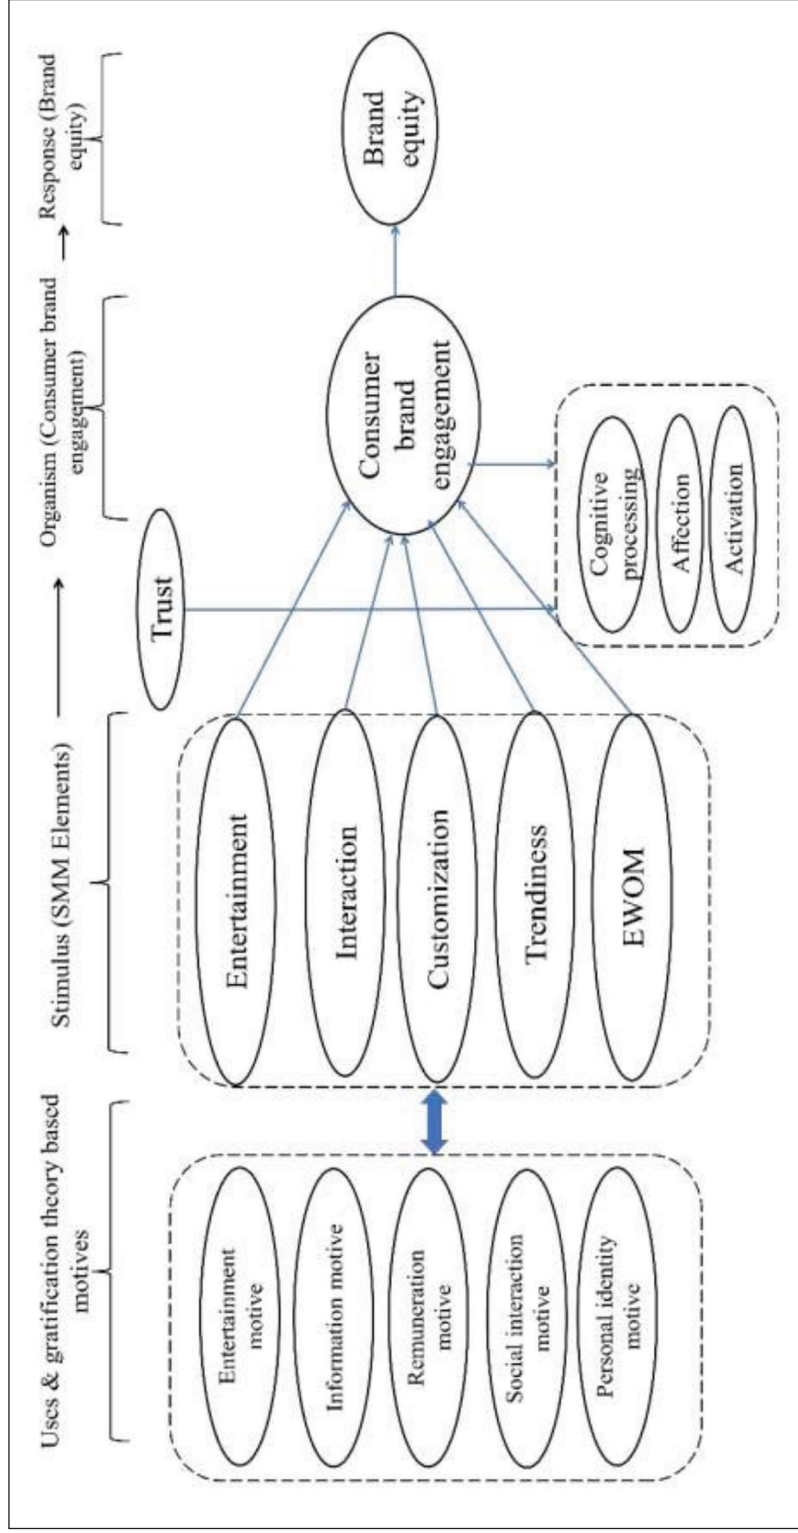 Uses & gratification theory based
motives
Stimulus (SMM Elements)
Organism (Consumer brand
engagement)
Response (Brand
equity)
Entertainment
motive
Information motive
Remuneration
motive
Social interaction
motive
Personal identity
motive
Entertainment
Interaction
Customization
Trendiness
EWOM
Trust
Consumer
brand
engagement
Cognitive
processing
Affection
Activation
Brand
equity